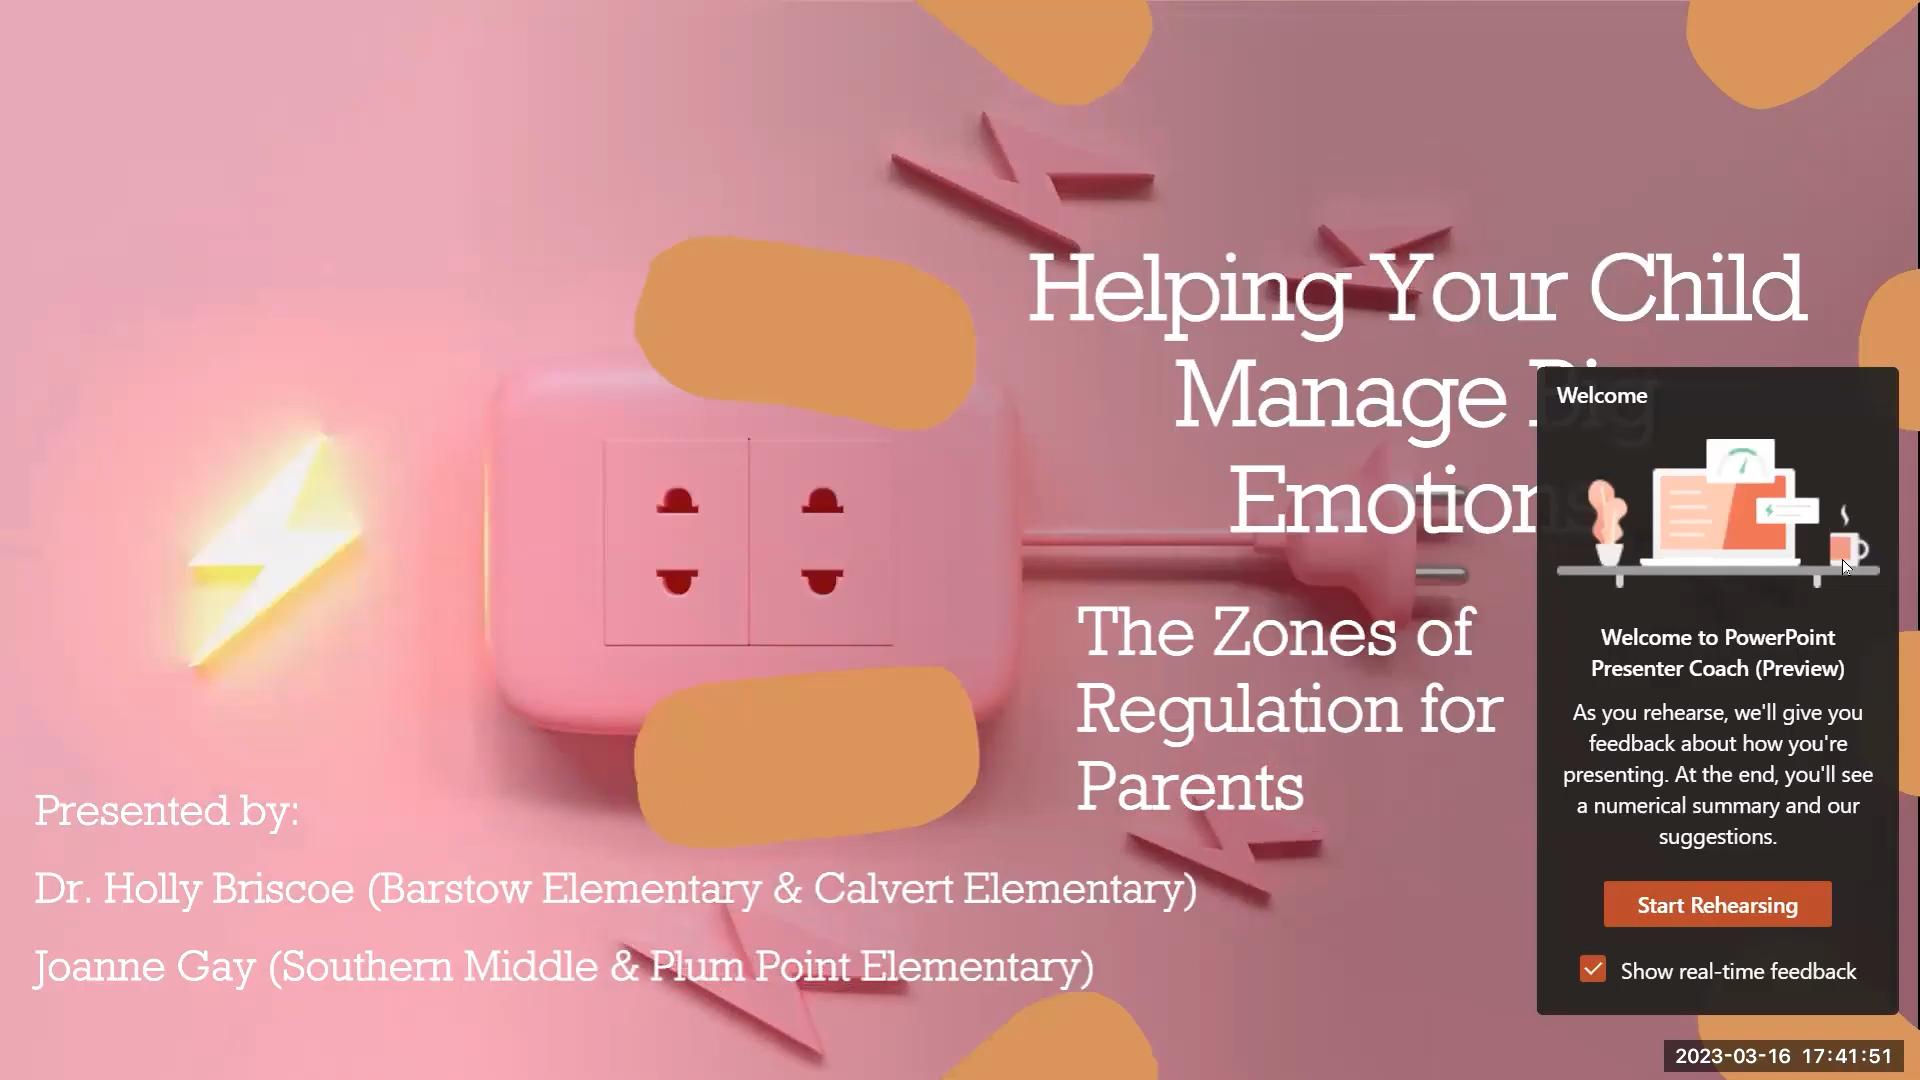 Helping Your Child
Manage Big
Emotions
The Zones of
Regulation for
Parents
Presented by:
Dr. Holly Briscoe (Barstow Elementary & Calvert Elementary)
Joanne Gay (Southern Middle & Plum Point Elementary)
Welcome
Welcome to PowerPoint
Presenter Coach (Preview)
As you rehearse, we'll give you
feedback about how you're
presenting. At the end, you'll see
a numerical summary and our
suggestions.
Start Rehearsing
Show real-time feedback
2023-03-16 17:41:51